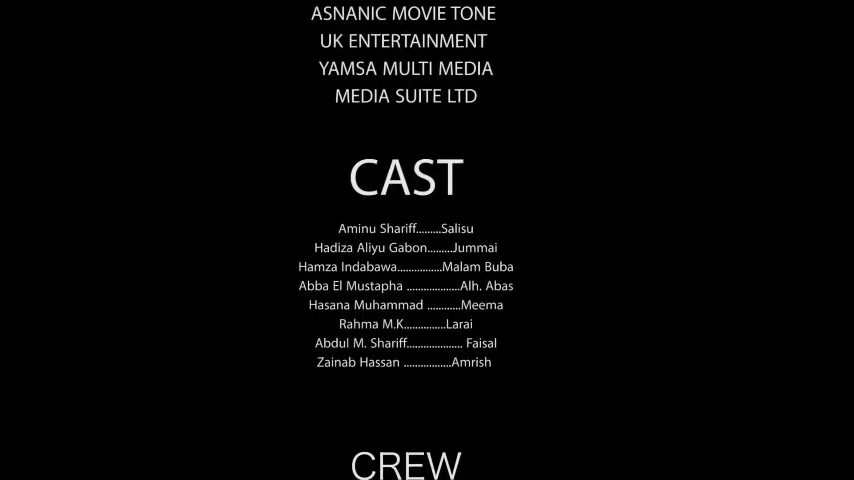 ASNANIC MOVIE TONE
UK ENTERTAINMENT
YAMSA MULTI MEDIA
MEDIA SUITE LTD
CAST
Aminu Shariff.........Salisu
Hadiza Aliyu Gabon.........Jummai
Hamza Indabawa................Malam Buba
Abba El Mustapha ...................Alh. Abas
Hasana Muhammad ............Meema
Rahma M.K...............Larai
Abdul M. Shariff.................... Faisal
Zainab Hassan .................Amrish
CREW